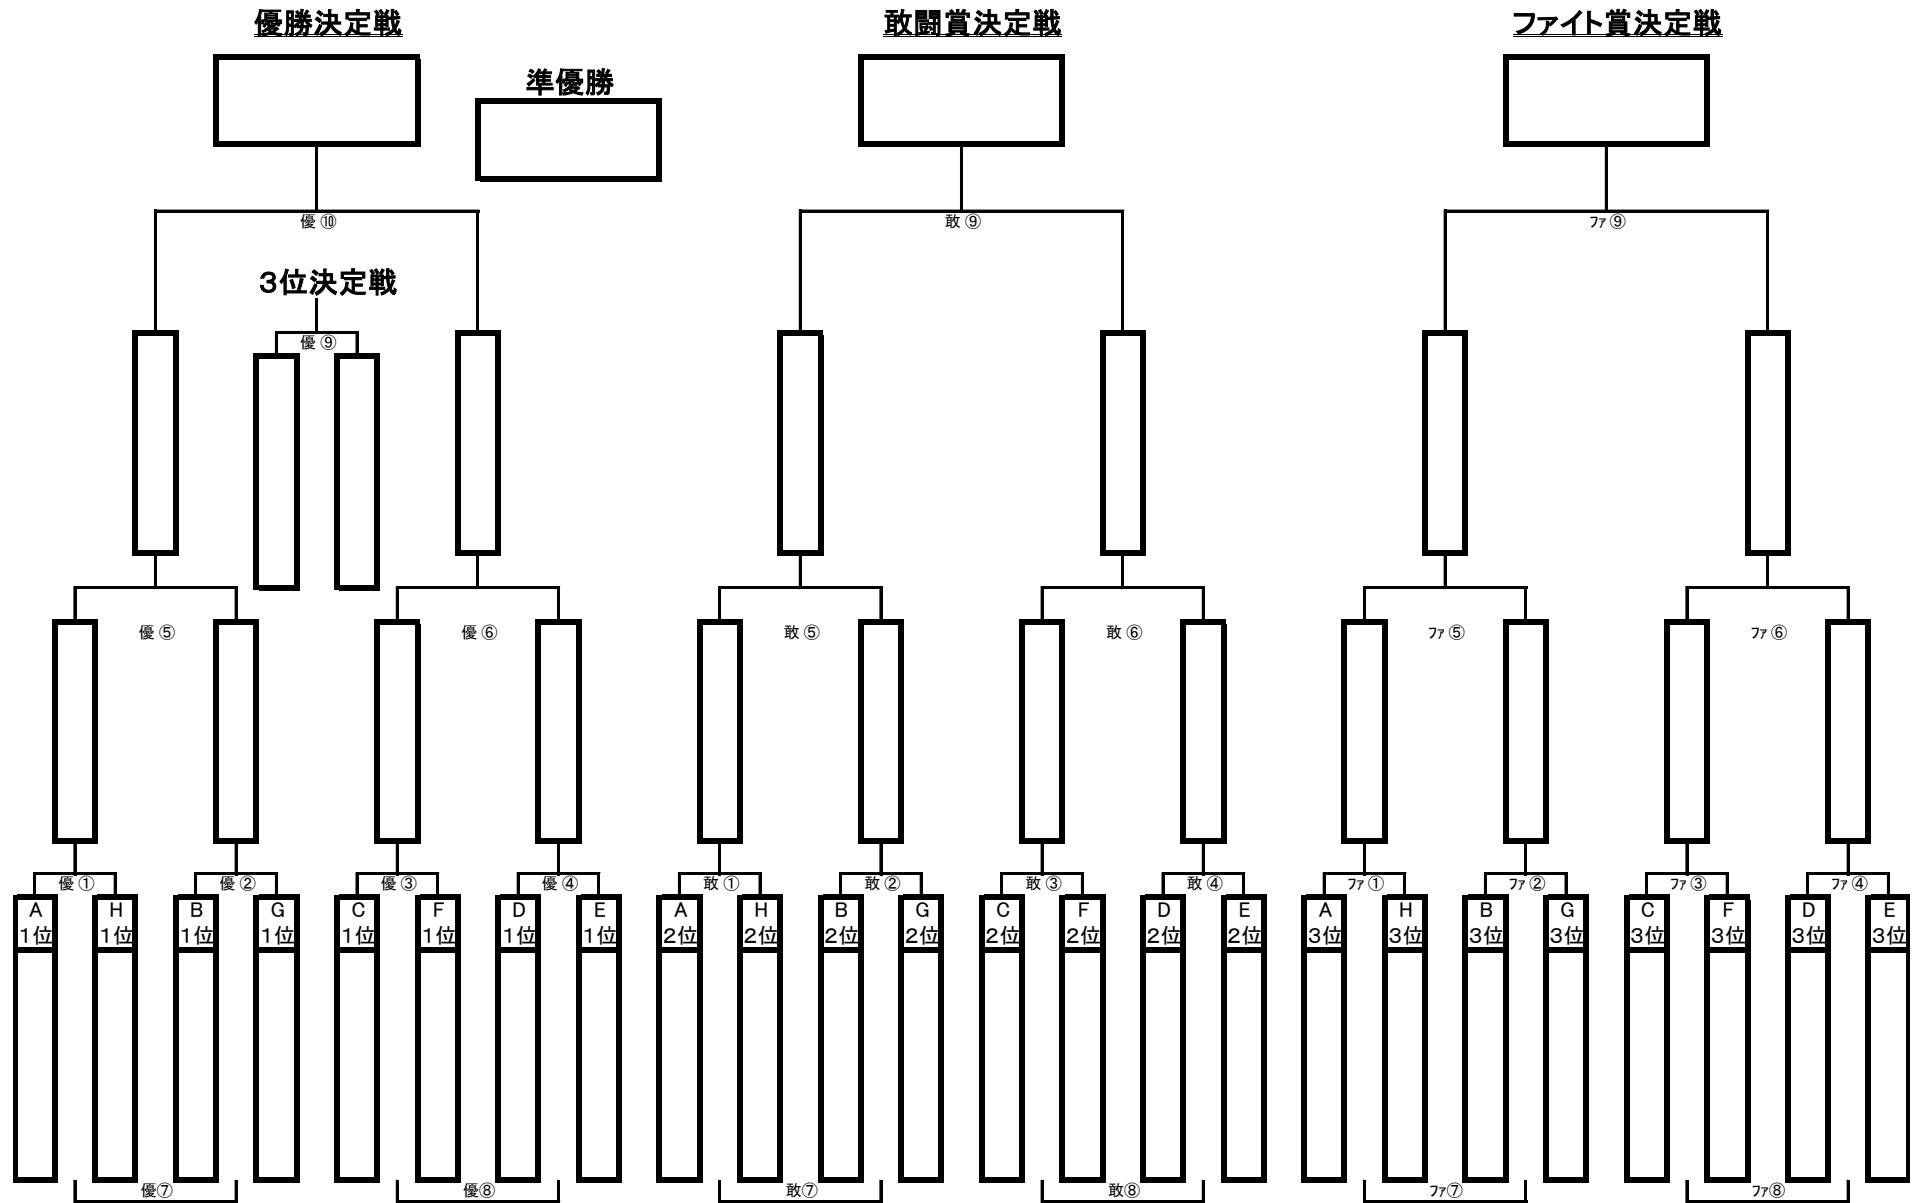 優勝決定戦
敢闘賞決定戦
ファイト賞決定戦
準優勝
優⑩
敢⑨
ﾌｧ⑨
3位決定戦
優⑨
優⑤
優⑥
敢⑤
敢⑥
ﾌｧ⑤
ﾌｧ⑥
優①
優②
優③
優④
敢①
敢②
敢③
敢④
ﾌｧ①
ﾌｧ②
ﾌｧ③
ﾌｧ④
A
1位
H
1位
B
1位
G
1位
C
1位
F
1位
D
1位
E
1位
A
2位
H
2位
B
2位
G
2位
C
2位
F
2位
D
2位
E
2位
A
3位
H
3位
B
3位
G
3位
C
3位
F
3位
D
3位
E
3位
優⑦
優⑧
敢⑦
敢⑧
ﾌｧ⑦
ﾌｧ⑧